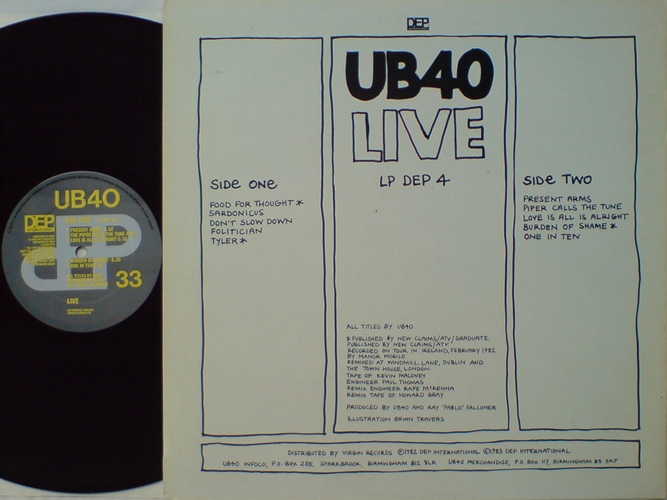 DEP
UB40
LIVE
LP DEP 4
SIDE ONE
FOOD FOR THOUGHT *
SARDONICUS
DON'T SLOW DOWN
FOLITICIAN
TYLER *
SIDE TWO
PRESENT ARMS
PIPER CALLS THE TUNE
LOVE IS ALL IS ALRIGHT
BURDEN OF SHAME *
ONE IN TEN
ALL TITLES BY UB40
* PUBLISHED BY NEW CLAIMS/ATV/GRADUATE.
PUBLISHED BY NEW CLAIMS/ATV.
RECORDED ON TOUR IN IRELAND, FEBRUARY 1982
BY MANOR MOBILE.
REMIXED AT WINDMILL LANE, DUBLIN AND
THE TOWN HOUSE, LONDON
TAPE OP. KEVIN MALONEY
ENGINEER PAUL THOMAS
REMIX ENGINEER KAPE McKENNA
REMIX TAPE OP HOWARD GRAY
PRODUCED BY UB40 AND RAY 'PABLO' FALCONER
ILLUSTRATION BRIAN TRAVERS
DISTRIBUTED BY VIRGIN RECORDS ©1982 DEP INTERNATIONAL ©1983 DEP INTERNATIONAL
UB40 INFOLO, P.O. BOX 235, SPARKBROOK, BIRMINGHAM B12 8LR UB40 MERCHANDISE, P.O BOX 117, BIRMINGHAM B5 5RJ
UB40
DEP
33
LIVE